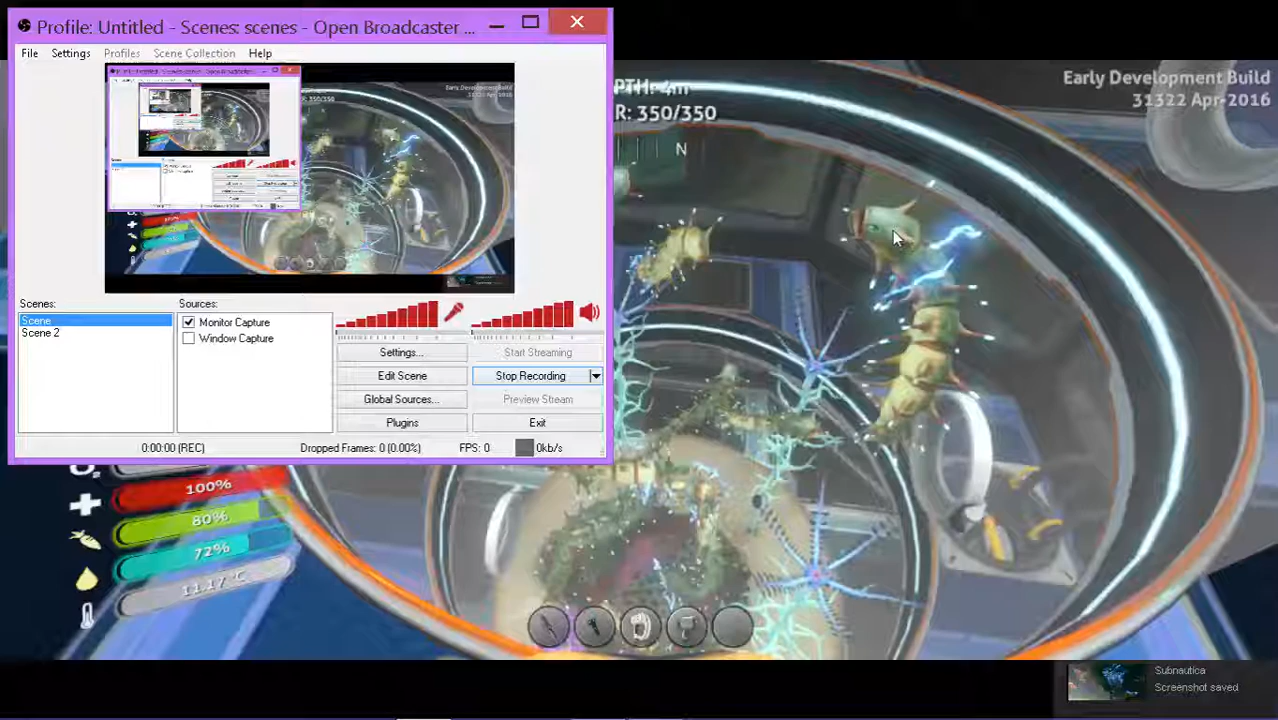 Profile: Untitled - Scenes: scenes - Open Broadcaster ...
File Settings Profiles Scene Collection Help
Early Development Build
31322 Apr-2016
PTH: 4m
R: 350/350
N
Scenes:
Scene
Scene 2
Sources:
Monitor Capture
Window Capture
Settings...
Start Streaming
Edit Scene
Stop Recording
Global Sources...
Preview Stream
Plugins
Exit
0:00:00 (REC)
Dropped Frames: 0 (0.00%)
FPS: 0
0kb/s
100%
80%
72%
11.17 °C
Subnautica
Screenshot saved